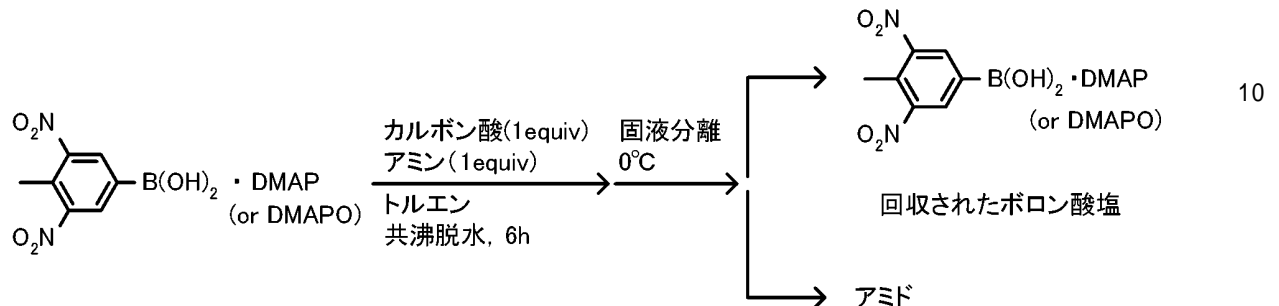 O₂N
B(OH)₂ ・DMAP
(or DMAPO)
O₂N
カルボン酸(1equiv)
アミン(1equiv)
トルエン
共沸脱水, 6h
固液分離
0℃
O₂N
B(OH)₂ ・DMAP
(or DMAPO)
O₂N
回収されたボロン酸塩
アミド
10